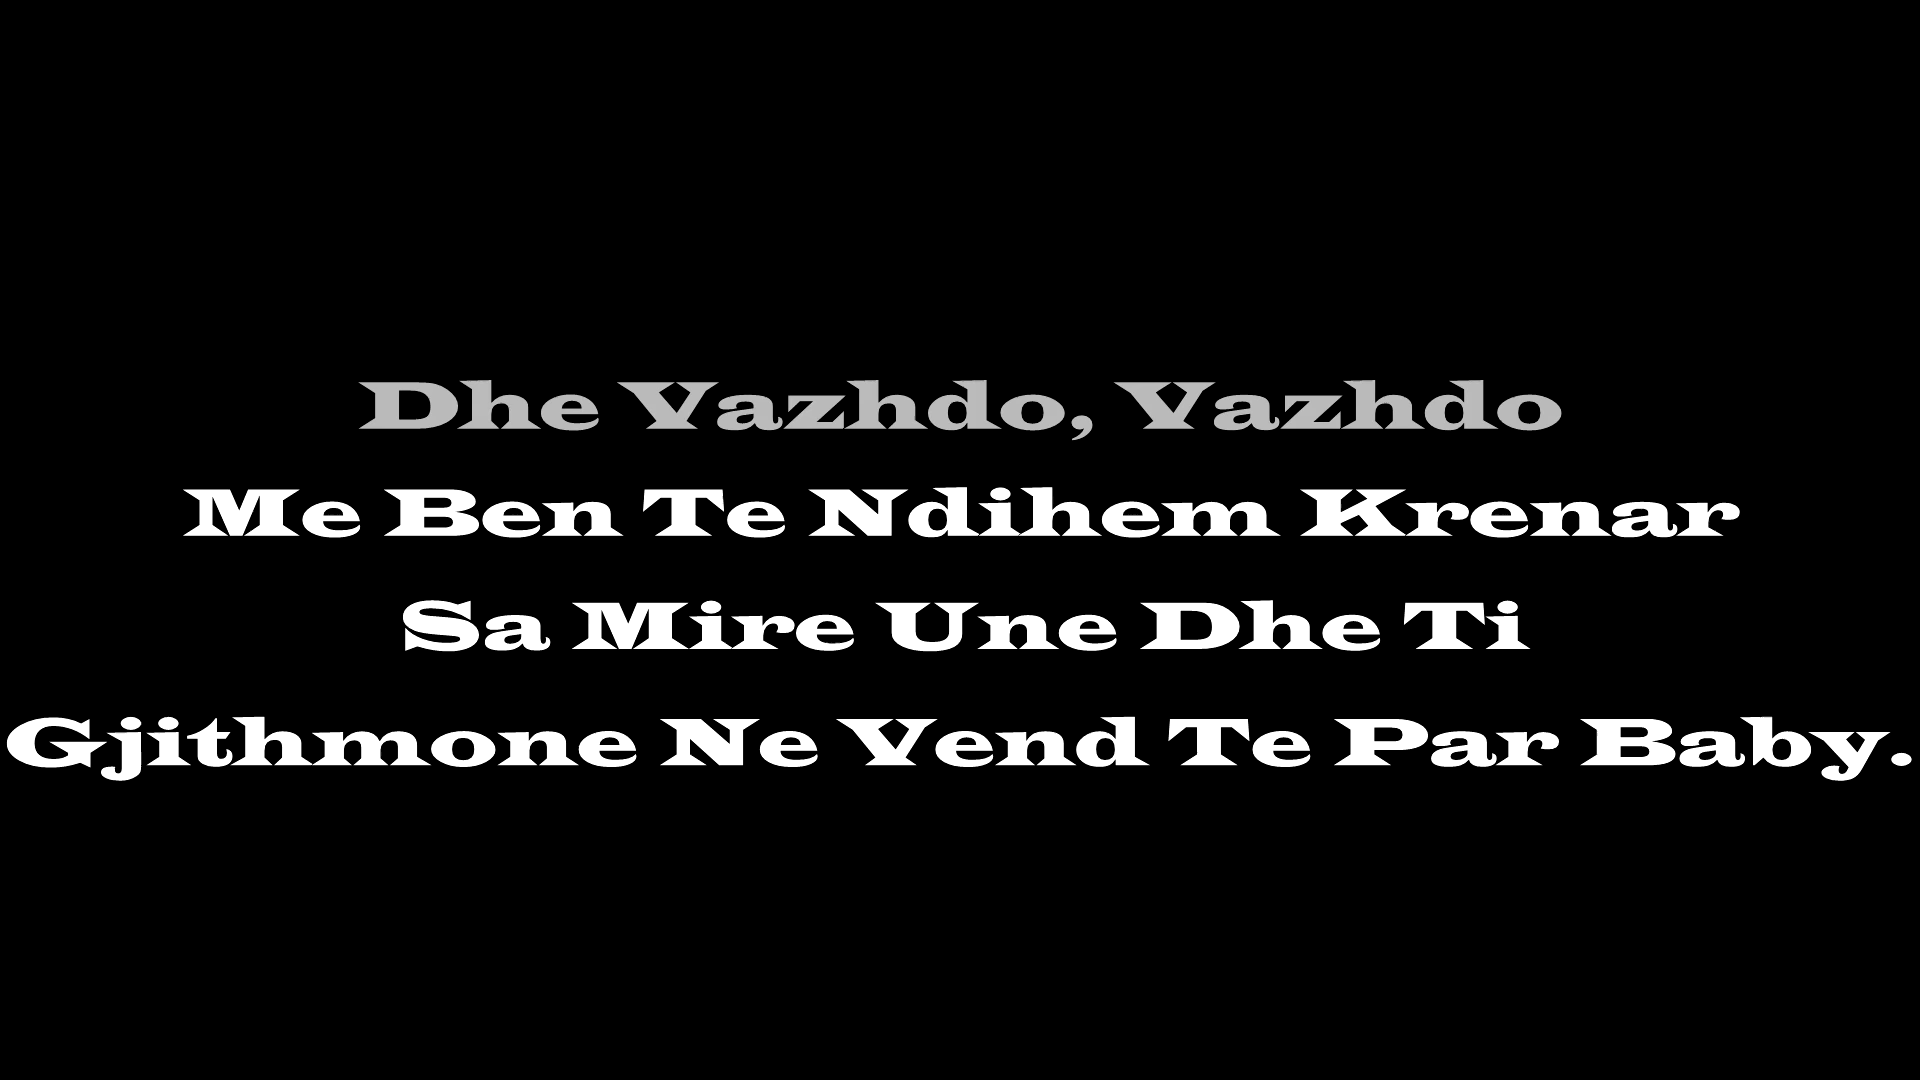 Dhe Vazhdo, Vazhdo
Me Ben Te Ndihem Krenar
Sa Mire Une Dhe Ti
Gjithmone Ne Vend Te Par Baby.